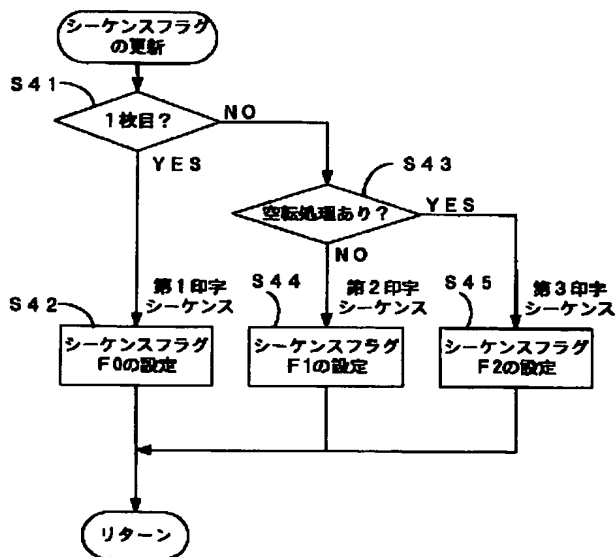 シーケンスフラグ
の更新
S41
1枚目?
NO
YES
S43
空転処理あり?
YES
NO
S42
第1印字
シーケンス
S44
第2印字
シーケンス
S45
第3印字
シーケンス
シーケンスフラグ
F0の設定
シーケンスフラグ
F1の設定
シーケンスフラグ
F2の設定
リターン